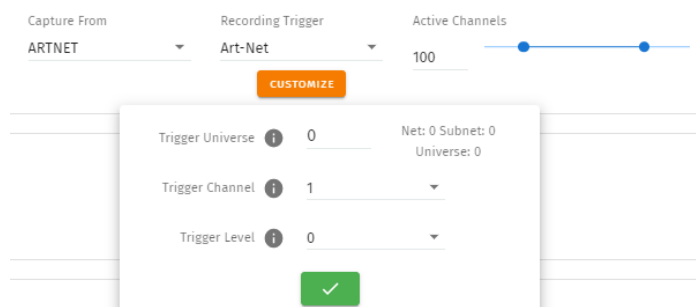 Capture From
Recording Trigger
Active Channels
ARTNET
Art-Net
100
CUSTOMIZE
Trigger Universe
0
Net: 0 Subnet: 0
Universe: 0
Trigger Channel
1
Trigger Level
0